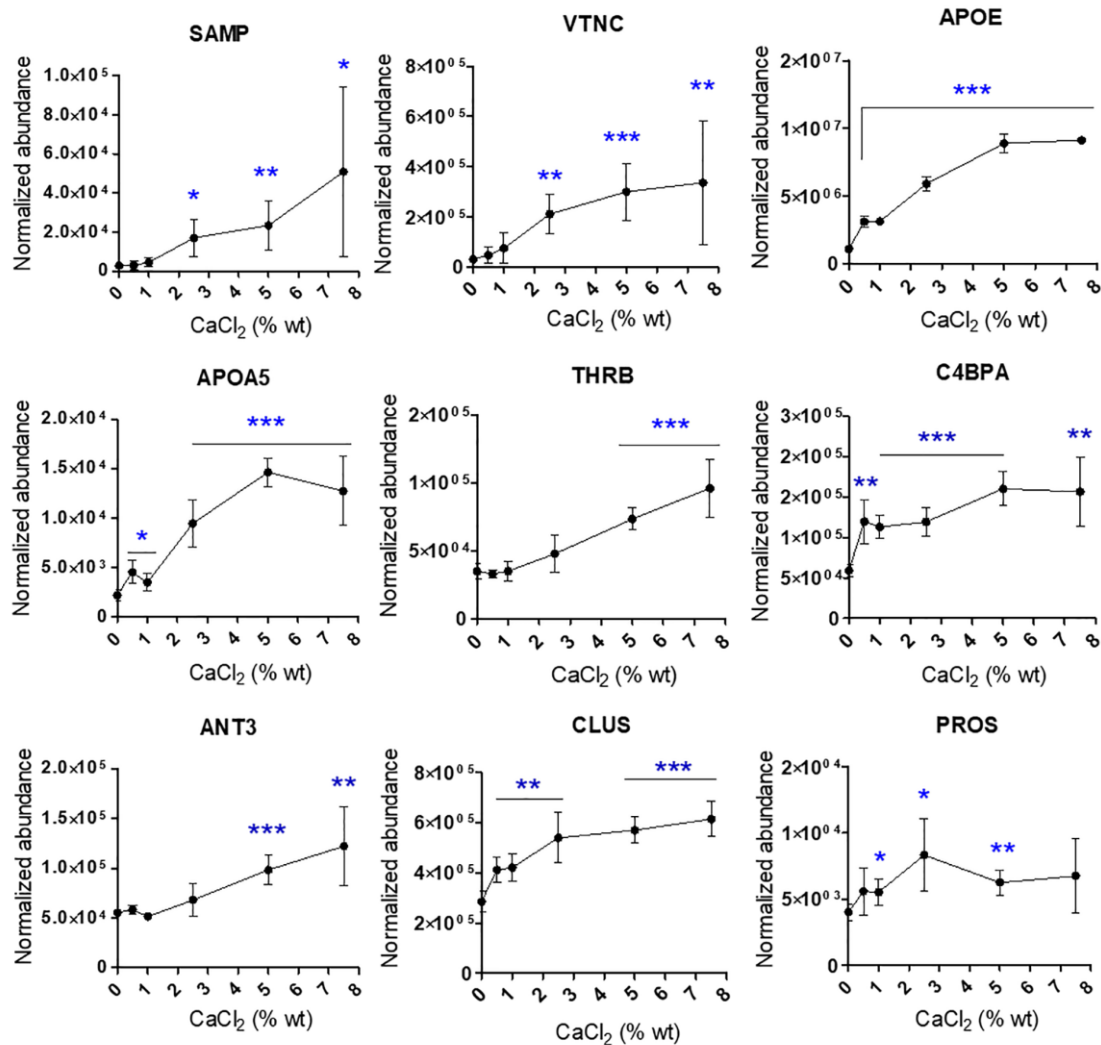 SAMP
Normalized abundance
1.0×10⁵
8.0×10⁴
6.0×10⁴
4.0×10⁴
2.0×10⁴
0
* ** *
0 1 2 3 4 5 6 7 8
CaCl₂ (% wt)
VTNC
Normalized abundance
8×10⁰⁵
6×10⁰⁵
4×10⁰⁵
2×10⁰⁵
0
** *** **
0 1 2 3 4 5 6 7 8
CaCl₂ (% wt)
APOE
Normalized abundance
2×10⁰⁷
1×10⁰⁷
5×10⁰⁶
0
***
0 1 2 3 4 5 6 7 8
CaCl₂ (% wt)
APOA5
Normalized abundance
2.0×10⁴
1.5×10⁴
1.0×10⁴
5.0×10³
0
* ***
0 1 2 3 4 5 6 7 8
CaCl₂ (% wt)
THRB
Normalized abundance
2×10⁰⁵
1×10⁰⁵
5×10⁰⁴
0
***
0 1 2 3 4 5 6 7 8
CaCl₂ (% wt)
C4BPA
Normalized abundance
3×10⁰⁵
2×10⁰⁵
2×10⁰⁵
1×10⁰⁵
5×10⁰⁴
0
** *** **
0 1 2 3 4 5 6 7 8
CaCl₂ (% wt)
ANT3
Normalized abundance
2.0×10⁵
1.5×10⁵
1.0×10⁵
5.0×10⁴
0
*** **
0 1 2 3 4 5 6 7 8
CaCl₂ (% wt)
CLUS
Normalized abundance
8×10⁰⁵
6×10⁰⁵
4×10⁰⁵
2×10⁰⁵
0
** ***
0 1 2 3 4 5 6 7 8
CaCl₂ (% wt)
PROS
Normalized abundance
2×10⁰⁴
1×10⁰⁴
5×10⁰³
0
* * **
0 1 2 3 4 5 6 7 8
CaCl₂ (% wt)